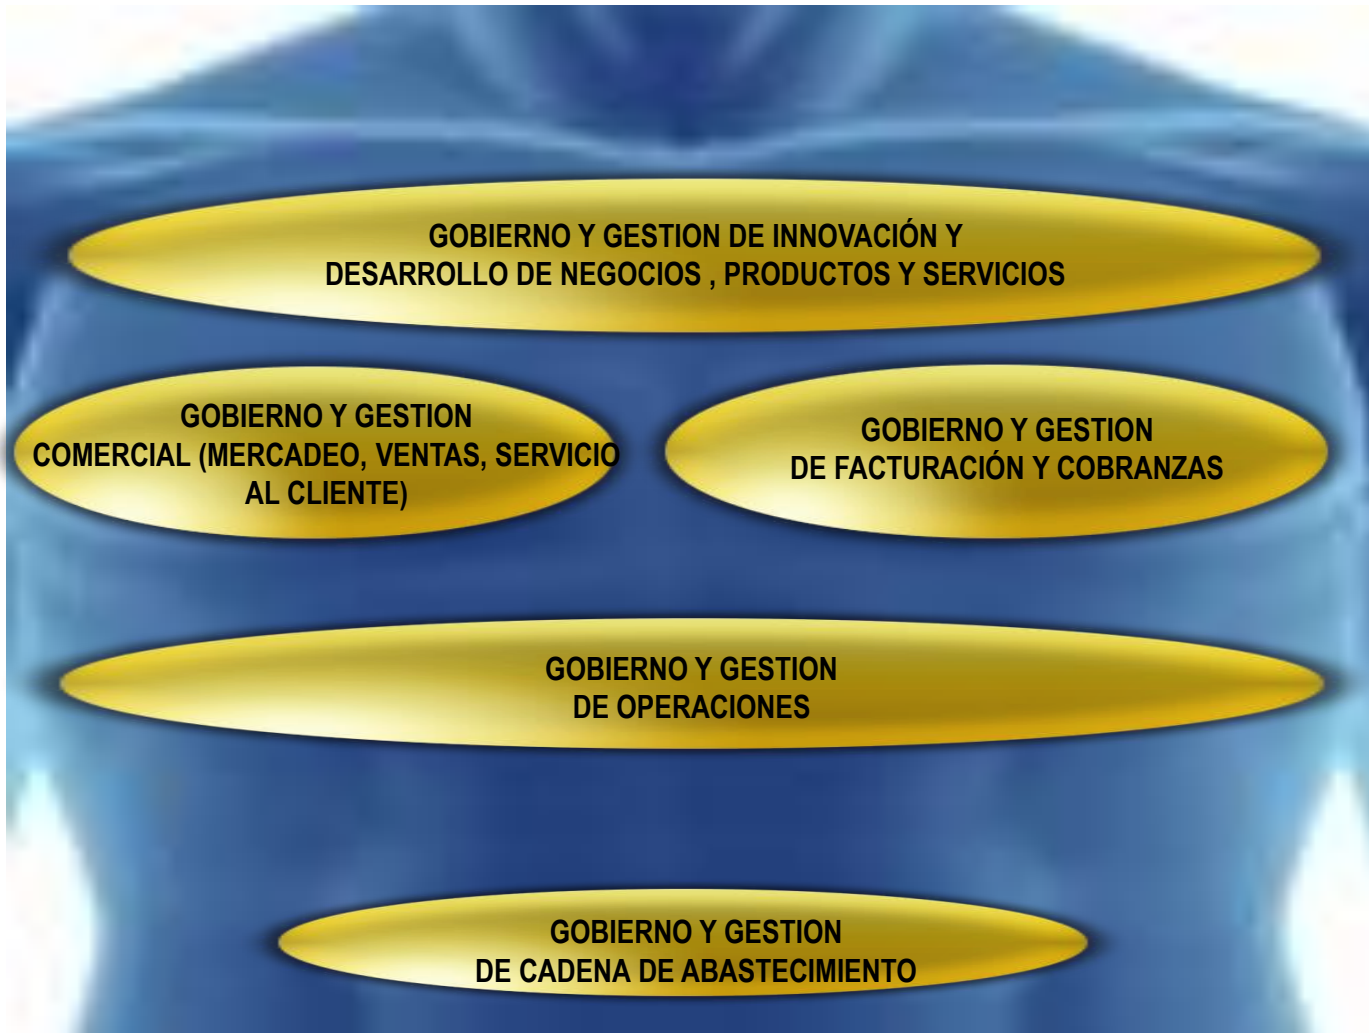 GOBIERNO Y GESTION DE INNOVACIÓN Y
DESARROLLO DE NEGOCIOS , PRODUCTOS Y SERVICIOS
GOBIERNO Y GESTION
COMERCIAL (MERCADEO, VENTAS, SERVICIO
AL CLIENTE)
GOBIERNO Y GESTION
DE FACTURACIÓN Y COBRANZAS
GOBIERNO Y GESTION
DE OPERACIONES
GOBIERNO Y GESTION
DE CADENA DE ABASTECIMIENTO